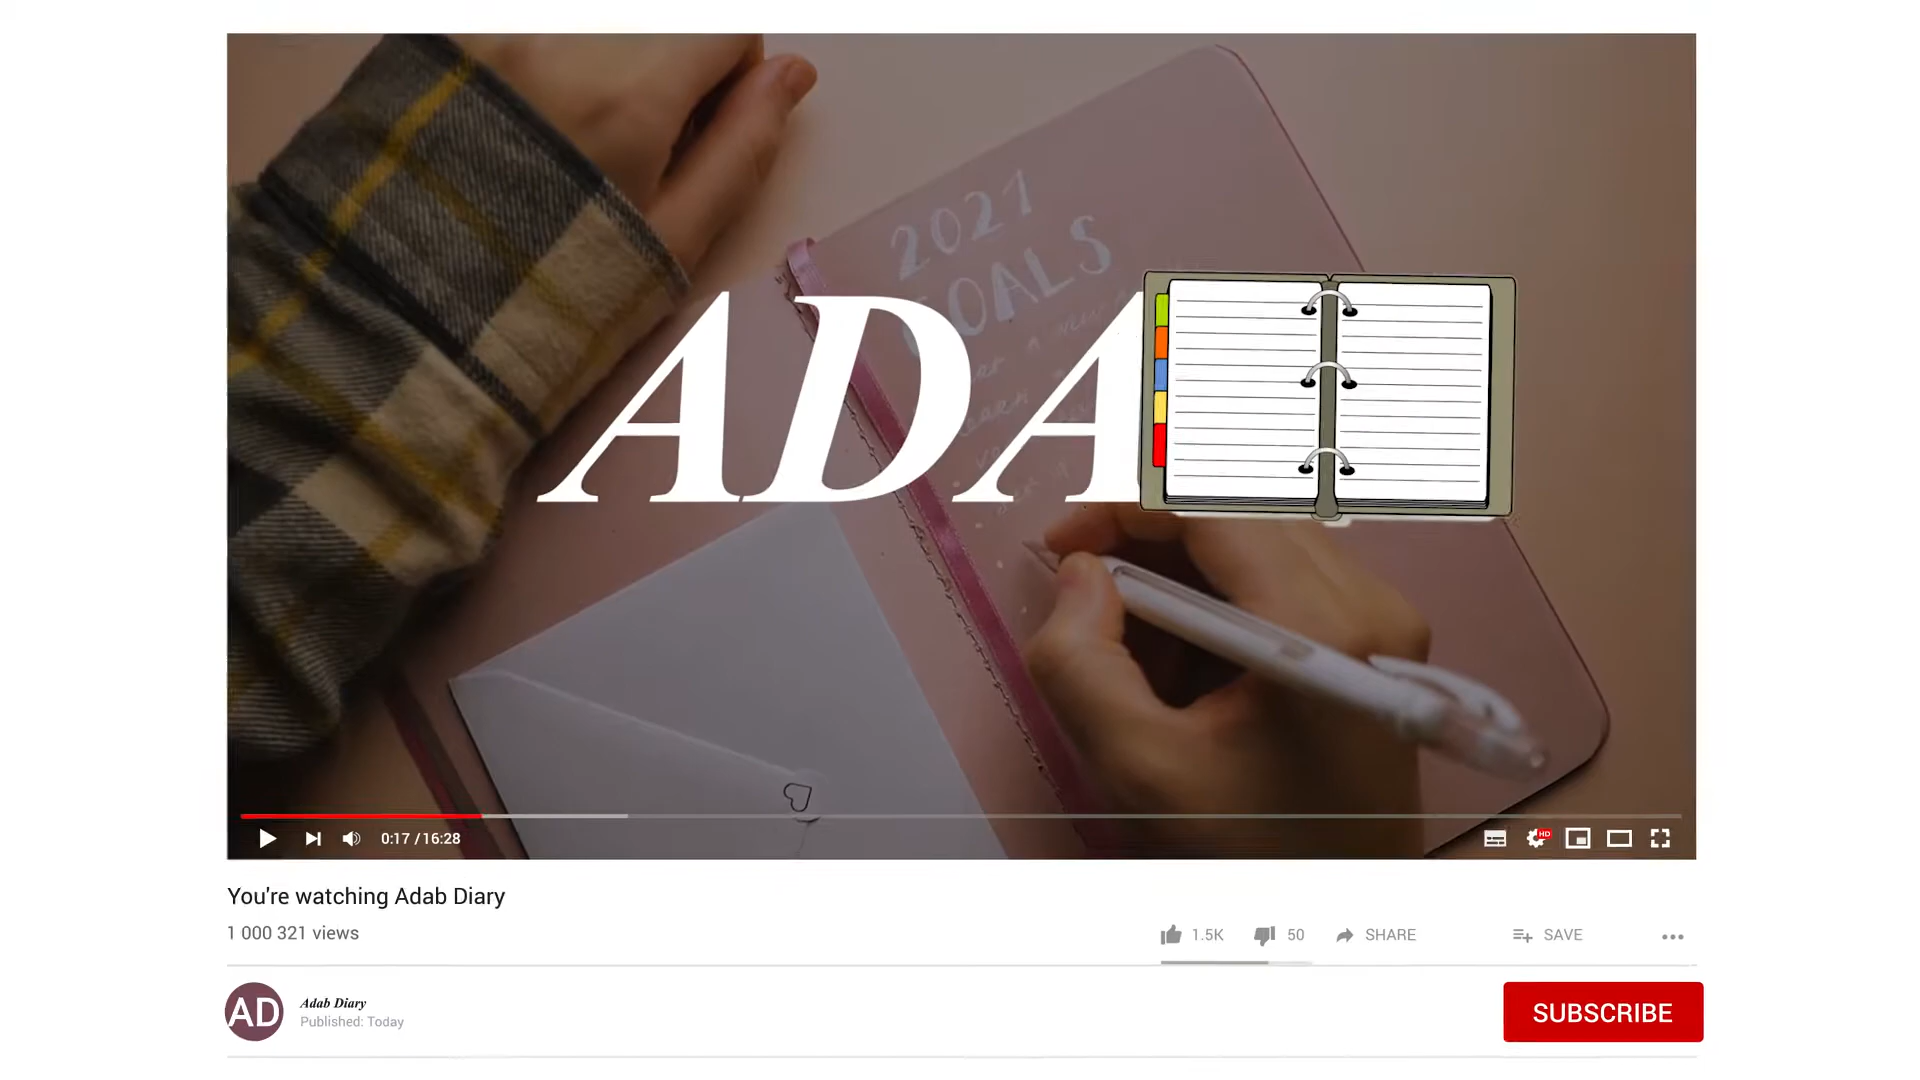 2021
GOALS
ADA
0:17 / 16:28
HD
You're watching Adab Diary
1 000 321 views
1.5K
50
SHARE
SAVE
AD
Adab Diary
Published: Today
SUBSCRIBE